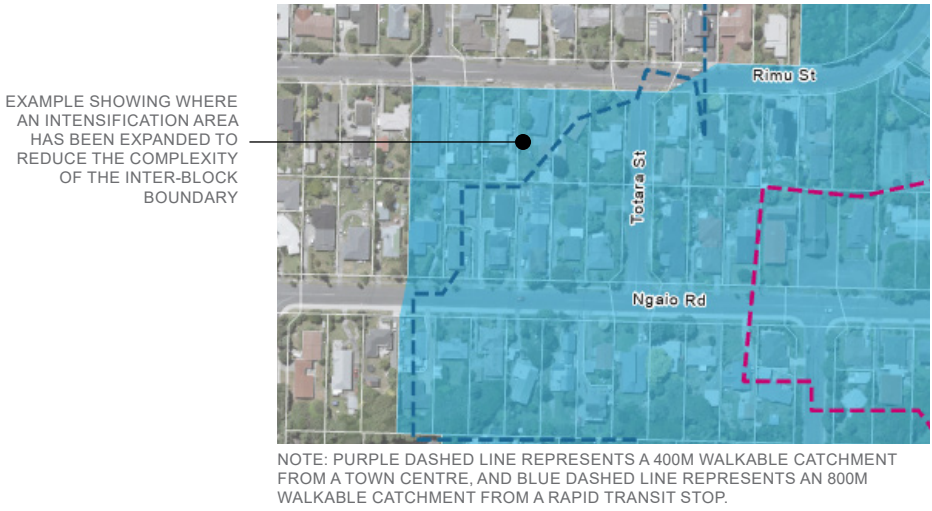 EXAMPLE SHOWING WHERE
AN INTENSIFICATION AREA
HAS BEEN EXPANDED TO
REDUCE THE COMPLEXITY
OF THE INTER-BLOCK
BOUNDARY
Rimu St
Totara St
Ngaio Rd
NOTE: PURPLE DASHED LINE REPRESENTS A 400M WALKABLE CATCHMENT
FROM A TOWN CENTRE, AND BLUE DASHED LINE REPRESENTS AN 800M
WALKABLE CATCHMENT FROM A RAPID TRANSIT STOP.